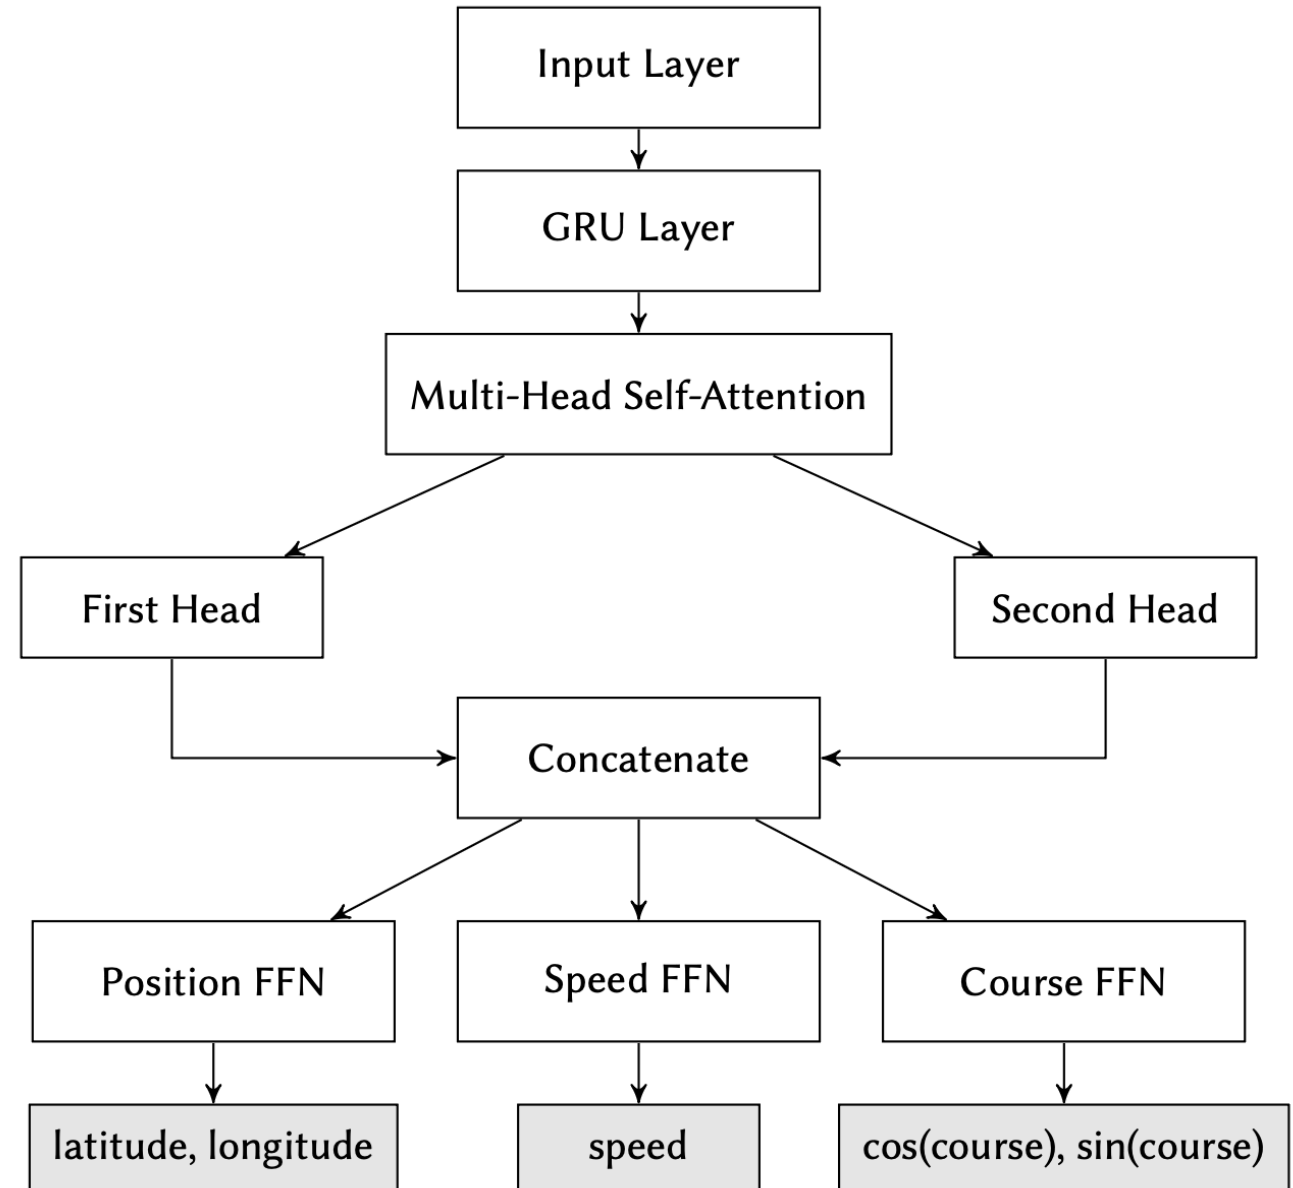 Input Layer
GRU Layer
Multi-Head Self-Attention
First Head
Second Head
Concatenate
Position FFN
Speed FFN
Course FFN
latitude, longitude
speed
cos(course), sin(course)